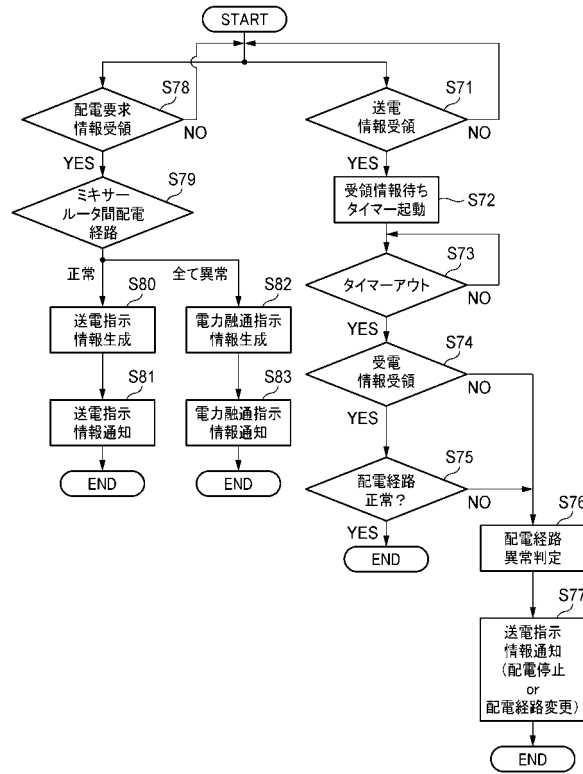 START
S78
配電要求
情報受領
NO
YES
S79
ミキサー
ルータ間配電
経路
正常
全て異常
S80
送電指示
情報生成
S82
電力融通指示
情報生成
S81
送電指示
情報通知
S83
電力融通指示
情報通知
END
END
S71
送電
情報受領
NO
YES
受領情報待ち
タイマー起動
S72
S73
タイマーアウト
NO
YES
S74
受電
情報受領
NO
YES
S75
配電経路
正常?
NO
YES
END
S76
配電経路
異常判定
S77
送電指示
情報通知
(配電停止
or
配電経路変更)
END